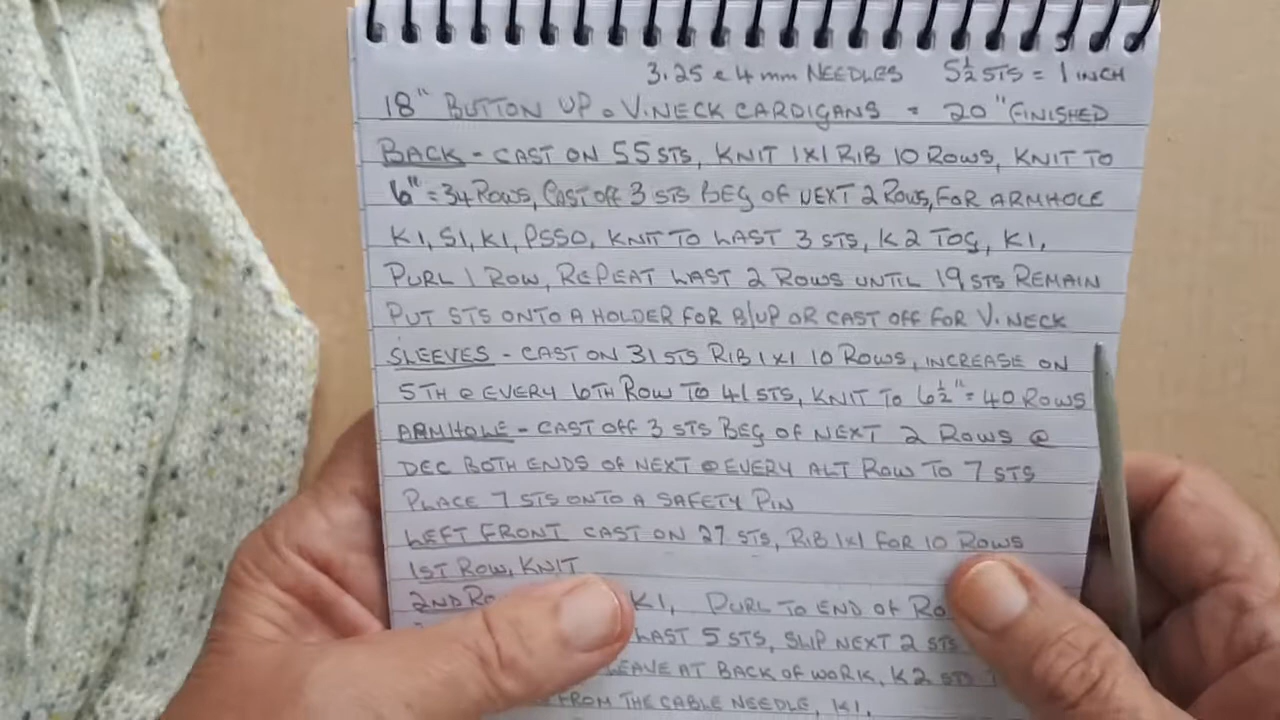 3.25 e 4mm NEEDLES 5½ STS = 1 INCH
18" BUTTON UP e V.NECK CARDIGANS = 20" FINISHED
BACK - CAST ON 55 STS, KNIT 1X1 RIB 10 ROWS, KNIT TO
6" = 34 ROWS, CAST OFF 3 STS BEG OF NEXT 2 ROWS, FOR ARMHOLE
K1, S1, K1, PSSO, KNIT TO LAST 3 STS, K2 TOG, K1,
PURL 1 ROW, REPEAT LAST 2 ROWS UNTIL 19 STS REMAIN
PUT STS ONTO A HOLDER FOR B/UP OR CAST OFF FOR V.NECK
SLEEVES - CAST ON 31 STS RIB 1X1 10 ROWS, INCREASE ON
5TH e EVERY 6TH ROW TO 41 STS, KNIT TO 6½" = 40 ROWS
ARMHOLE - CAST OFF 3 STS BEG OF NEXT 2 ROWS @
DEC BOTH ENDS OF NEXT @ EVERY ALT ROW TO 7 STS
PLACE 7 STS ONTO A SAFETY PIN
LEFT FRONT CAST ON 27 STS, RIB 1X1 FOR 10 ROWS
1ST ROW, KNIT
2ND RO K1, PURL TO END OF RO
LAST 5 STS, SLIP NEXT 2 STS
LEAVE AT BACK OF WORK, K2 ST
FROM THE CABLE NEEDLE, K1,